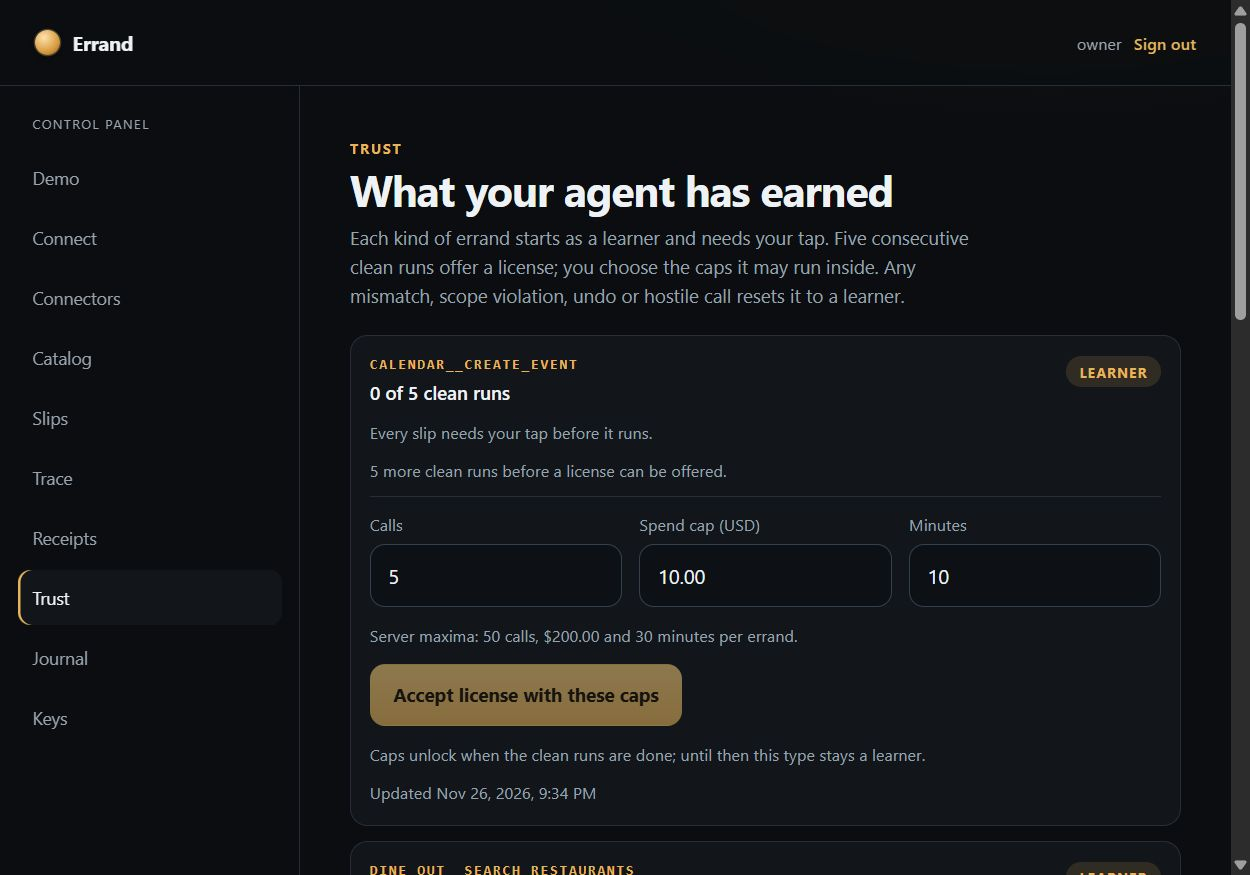 Errand
owner Sign out
CONTROL PANEL
Demo
Connect
Connectors
Catalog
Slips
Trace
Receipts
Trust
Journal
Keys
TRUST
What your agent has earned
Each kind of errand starts as a learner and needs your tap. Five consecutive
clean runs offer a license; you choose the caps it may run inside. Any
mismatch, scope violation, undo or hostile call resets it to a learner.
CALENDAR__CREATE_EVENT
LEARNER
0 of 5 clean runs
Every slip needs your tap before it runs.
5 more clean runs before a license can be offered.
Calls Spend cap (USD) Minutes
5 10.00 10
Server maxima: 50 calls, $200.00 and 30 minutes per errand.
Accept license with these caps
Caps unlock when the clean runs are done; until then this type stays a learner.
Updated Nov 26, 2026, 9:34 PM
DINE_OUT__SEARCH_RESTAURANTS
LEARNER